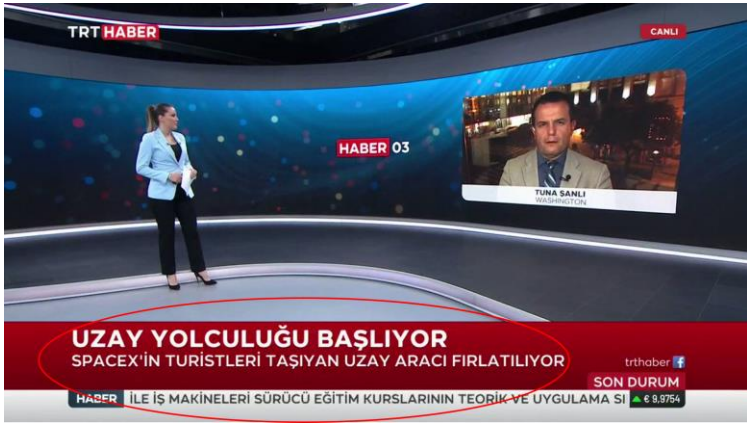 TRT HABER
CANLI
HABER 03
TUNA ŞANLI
WASHINGTON
UZAY YOLCULUĞU BAŞLIYOR
SPACEX'İN TURİSTLERİ TAŞIYAN UZAY ARACI FIRLATILIYOR
trthaber f
SON DURUM
HABER İLE İŞ MAKİNELERİ SÜRÜCÜ EĞİTİM KURSLARININ TEORİK VE UYGULAMA SI
€ 9,9754